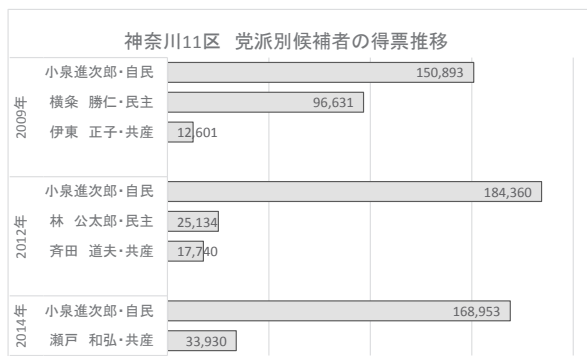 神奈川11区 党派別候補者の得票推移
2009年
小泉進次郎・自民 150,893
横粂 勝仁・民主 96,631
伊東 正子・共産 12,601
2012年
小泉進次郎・自民 184,360
林 公太郎・民主 25,134
斉田 道夫・共産 17,740
2014年
小泉進次郎・自民 168,953
瀬戸 和弘・共産 33,930